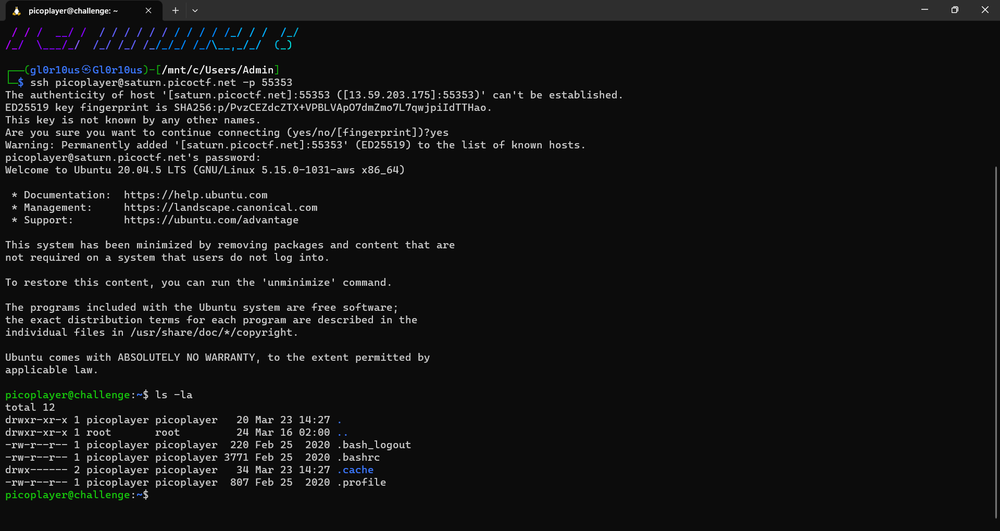 picoplayer@challenge: ~
┌──(gl0r10us㉿Gl0r10us)-[/mnt/c/Users/Admin]
└─$ ssh picoplayer@saturn.picoctf.net -p 55353
The authenticity of host '[saturn.picoctf.net]:55353 ([13.59.203.175]:55353)' can't be established.
ED25519 key fingerprint is SHA256:p/PvzCEZdcZTX+VPBLVApO7dmZmo7L7qwjpiIdTTHao.
This key is not known by any other names.
Are you sure you want to continue connecting (yes/no/[fingerprint])?yes
Warning: Permanently added '[saturn.picoctf.net]:55353' (ED25519) to the list of known hosts.
picoplayer@saturn.picoctf.net's password:
Welcome to Ubuntu 20.04.5 LTS (GNU/Linux 5.15.0-1031-aws x86_64)
* Documentation:  https://help.ubuntu.com
* Management:     https://landscape.canonical.com
* Support:        https://ubuntu.com/advantage
This system has been minimized by removing packages and content that are
not required on a system that users do not log into.
To restore this content, you can run the 'unminimize' command.
The programs included with the Ubuntu system are free software;
the exact distribution terms for each program are described in the
individual files in /usr/share/doc/*/copyright.
Ubuntu comes with ABSOLUTELY NO WARRANTY, to the extent permitted by
applicable law.
picoplayer@challenge:~$ ls -la
total 12
drwxr-xr-x 1 picoplayer picoplayer   20 Mar 23 14:27 .
drwxr-xr-x 1 root       root         24 Mar 16 02:00 ..
-rw-r--r-- 1 picoplayer picoplayer  220 Feb 25  2020 .bash_logout
-rw-r--r-- 1 picoplayer picoplayer 3771 Feb 25  2020 .bashrc
drwx------ 2 picoplayer picoplayer   34 Mar 23 14:27 .cache
-rw-r--r-- 1 picoplayer picoplayer  807 Feb 25  2020 .profile
picoplayer@challenge:~$